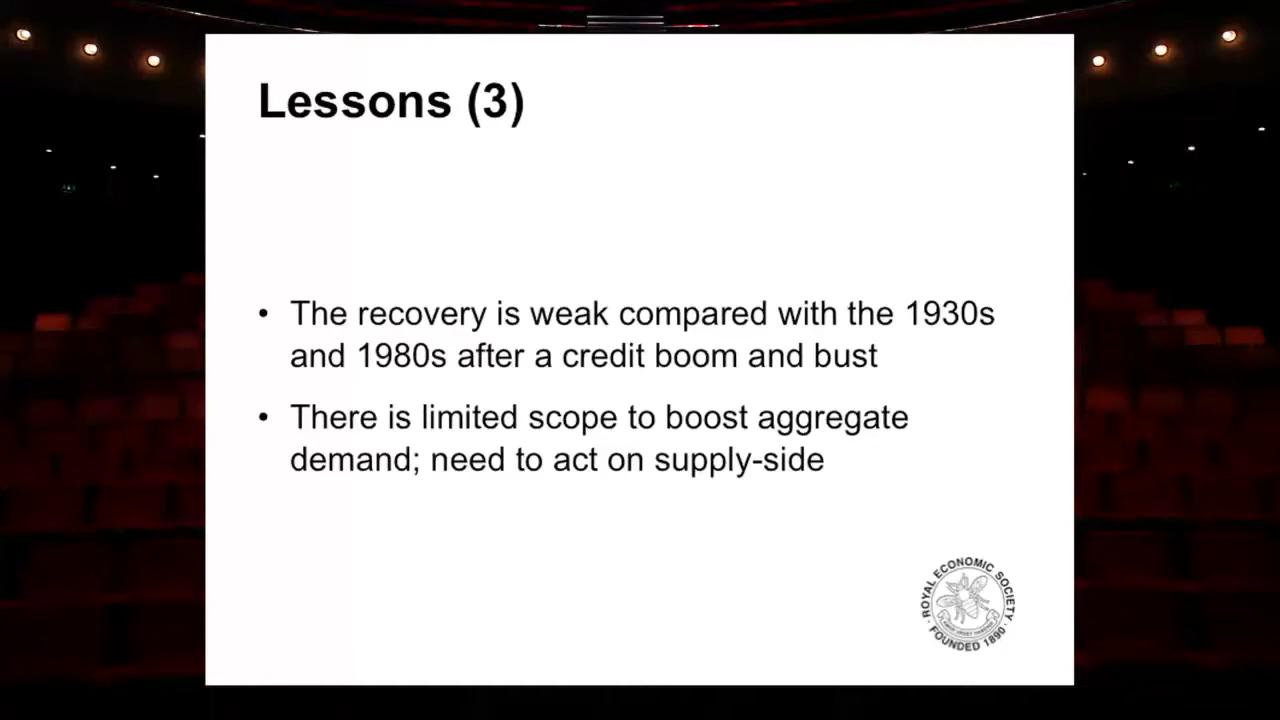 Lessons (3)
• The recovery is weak compared with the 1930s
and 1980s after a credit boom and bust
• There is limited scope to boost aggregate
demand; need to act on supply-side
ROYAL ECONOMIC SOCIETY
FOUNDED 1890